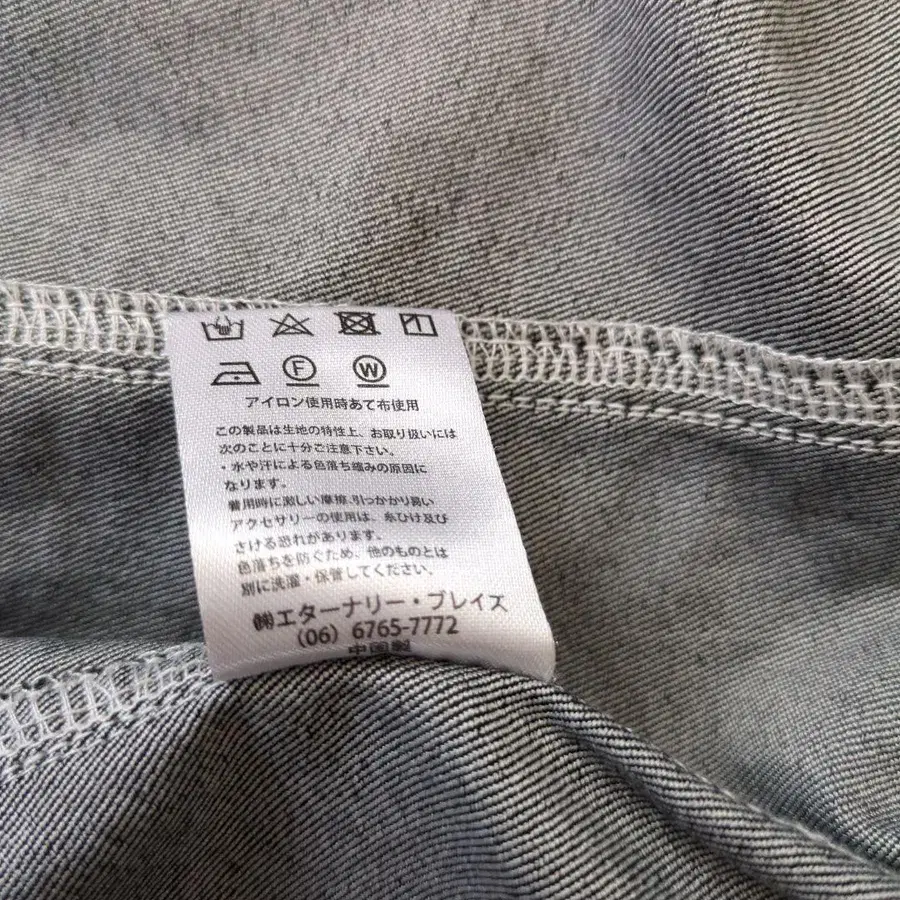 F W
アイロン使用時あて布使用
この製品は生地の特性上、お取り扱いには
次のことに十分ご注意下さい。
・水や汗による色落ち縮みの原因に
なります。
着用時に激しい摩擦、引っかかり易い
アクセサリーの使用は、糸ひけ及び
さける恐れがあります。
色落ちを防ぐため、他のものとは
別に洗濯・保管してください。
㈱エターナリー・ブレイズ
(06) 6765-7772
中国製